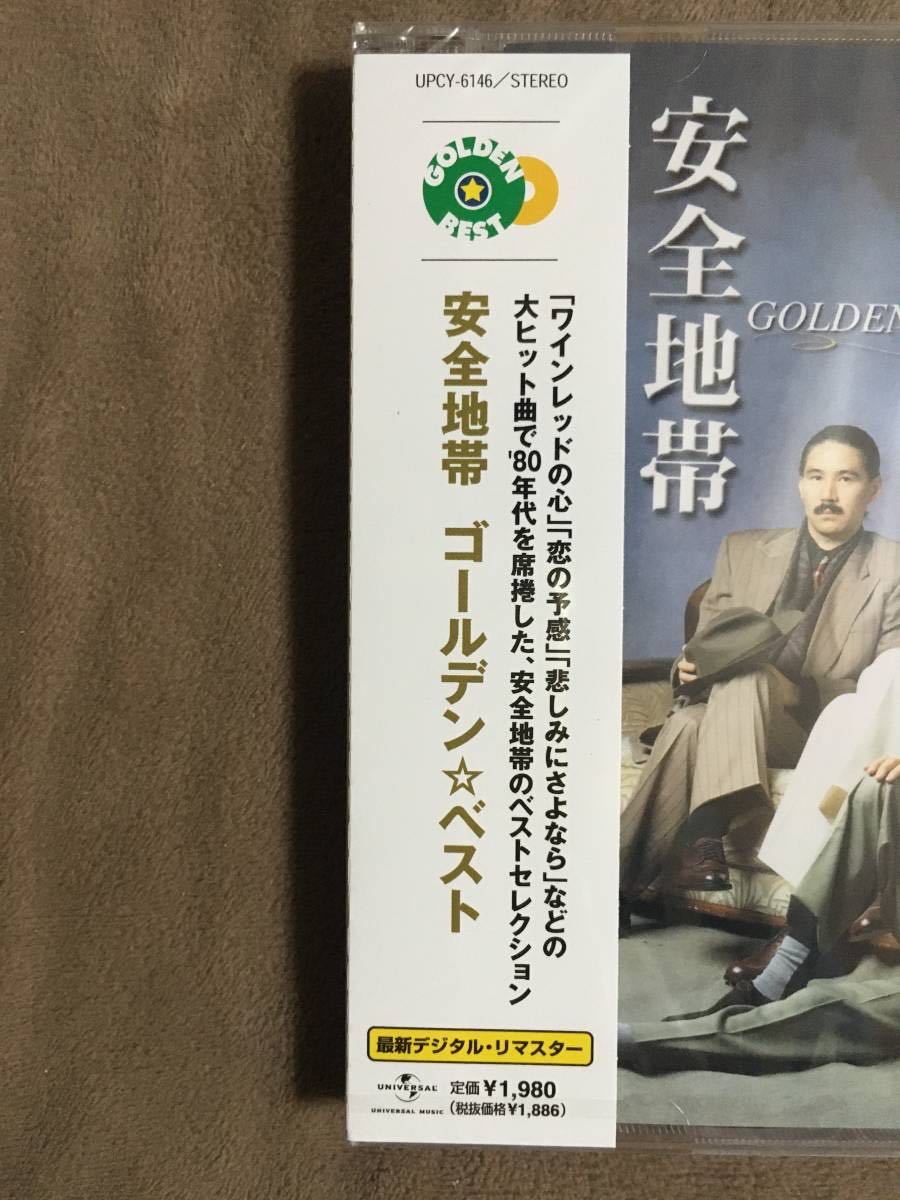 UPCY-6146／STEREO
GOLDEN
BEST
「ワインレッドの心」「恋の予感」「悲しみにさよなら」などの
大ヒット曲で'80年代を席捲した、安全地帯のベストセレクション
安全地帯 ゴールデン☆ベスト
最新デジタル・リマスター
UNIVERSAL
UNIVERSAL MUSIC
定価¥1,980
(税抜価格¥1,886)
安全地帯
GOLDEN